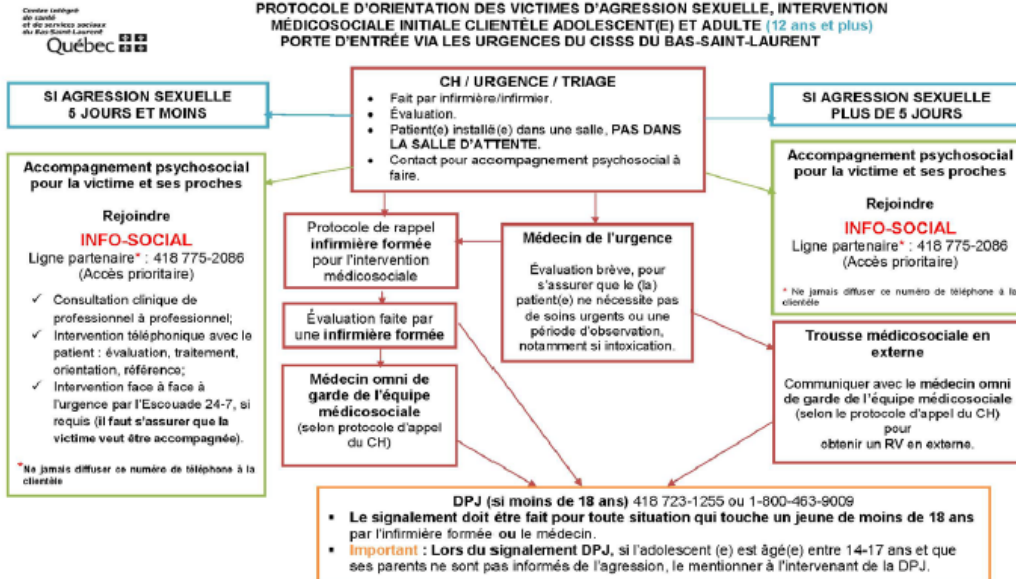 Centre intégré
de santé
et de services sociaux
du Bas-Saint-Laurent
Québec
PROTOCOLE D'ORIENTATION DES VICTIMES D'AGRESSION SEXUELLE, INTERVENTION
MÉDICOSOCIALE INITIALE CLIENTÈLE ADOLESCENT(E) ET ADULTE (12 ans et plus)
PORTE D'ENTRÉE VIA LES URGENCES DU CISSS DU BAS-SAINT-LAURENT
SI AGRESSION SEXUELLE
5 JOURS ET MOINS
CH / URGENCE / TRIAGE
• Fait par infirmière/infirmier.
• Évaluation.
• Patient(e) installé(e) dans une salle, PAS DANS
LA SALLE D'ATTENTE.
• Contact pour accompagnement psychosocial à
faire.
SI AGRESSION SEXUELLE
PLUS DE 5 JOURS
Accompagnement psychosocial
pour la victime et ses proches
Rejoindre
INFO-SOCIAL
Ligne partenaire* : 418 775-2086
(Accès prioritaire)
✓ Consultation clinique de
professionnel à professionnel;
✓ Intervention téléphonique avec le
patient : évaluation, traitement,
orientation, référence;
✓ Intervention face à face à
l'urgence par l'Escouade 24-7, si
requis (il faut s'assurer que la
victime veut être accompagnée).
*Ne jamais diffuser ce numéro de téléphone à la
clientèle
Protocole de rappel
infirmière formée
pour l'intervention
médicosociale
Évaluation faite par
une infirmière formée
Médecin omni de
garde de l'équipe
médicosociale
(selon protocole d'appel
du CH)
Médecin de l'urgence
Évaluation brève, pour
s'assurer que le (la)
patient(e) ne nécessite pas
de soins urgents ou une
période d'observation,
notamment si intoxication.
Accompagnement psychosocial
pour la victime et ses proches
Rejoindre
INFO-SOCIAL
Ligne partenaire* : 418 775-2086
(Accès prioritaire)
* Ne jamais diffuser ce numéro de téléphone à la
clientèle
Trousse médicosociale en
externe
Communiquer avec le médecin omni
de garde de l'équipe médicosociale
(selon le protocole d'appel du CH)
pour
obtenir un RV en externe.
DPJ (si moins de 18 ans) 418 723-1255 ou 1-800-463-9009
▪ Le signalement doit être fait pour toute situation qui touche un jeune de moins de 18 ans
par l'infirmière formée ou le médecin.
▪ Important : Lors du signalement DPJ, si l'adolescent (e) est âgé(e) entre 14-17 ans et que
ses parents ne sont pas informés de l'agression, le mentionner à l'intervenant de la DPJ.